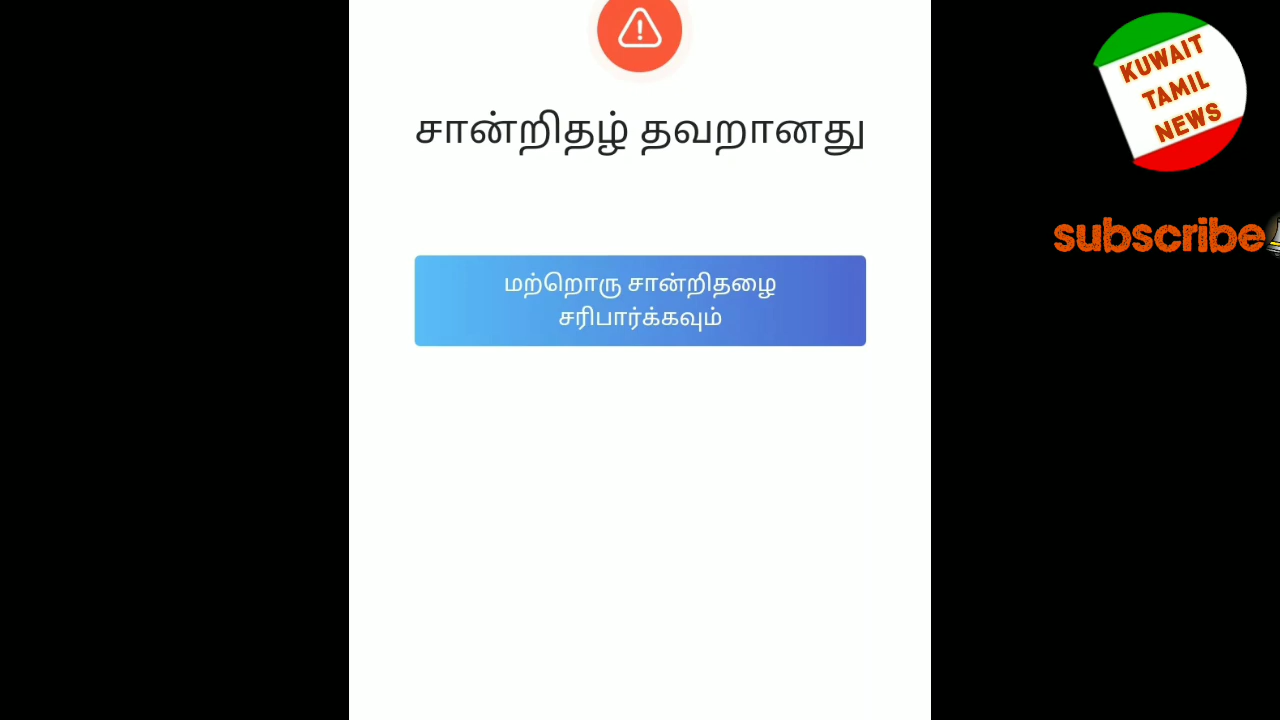 சான்றிதழ் தவறானது
மற்றொரு சான்றிதழை
சரிபார்க்கவும்
KUWAIT
TAMIL
NEWS
subscribe